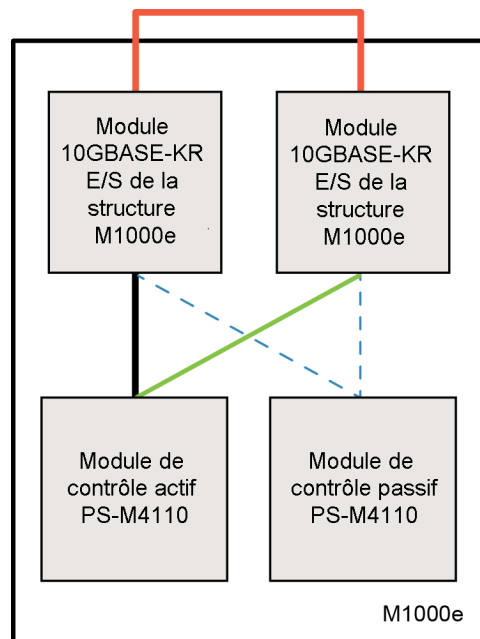 Module
10GBASE-KR
E/S de la
structure
M1000e
Module
10GBASE-KR
E/S de la
structure
M1000e
Module de
contrôle actif
PS-M4110
Module de
contrôle passif
PS-M4110
M1000e